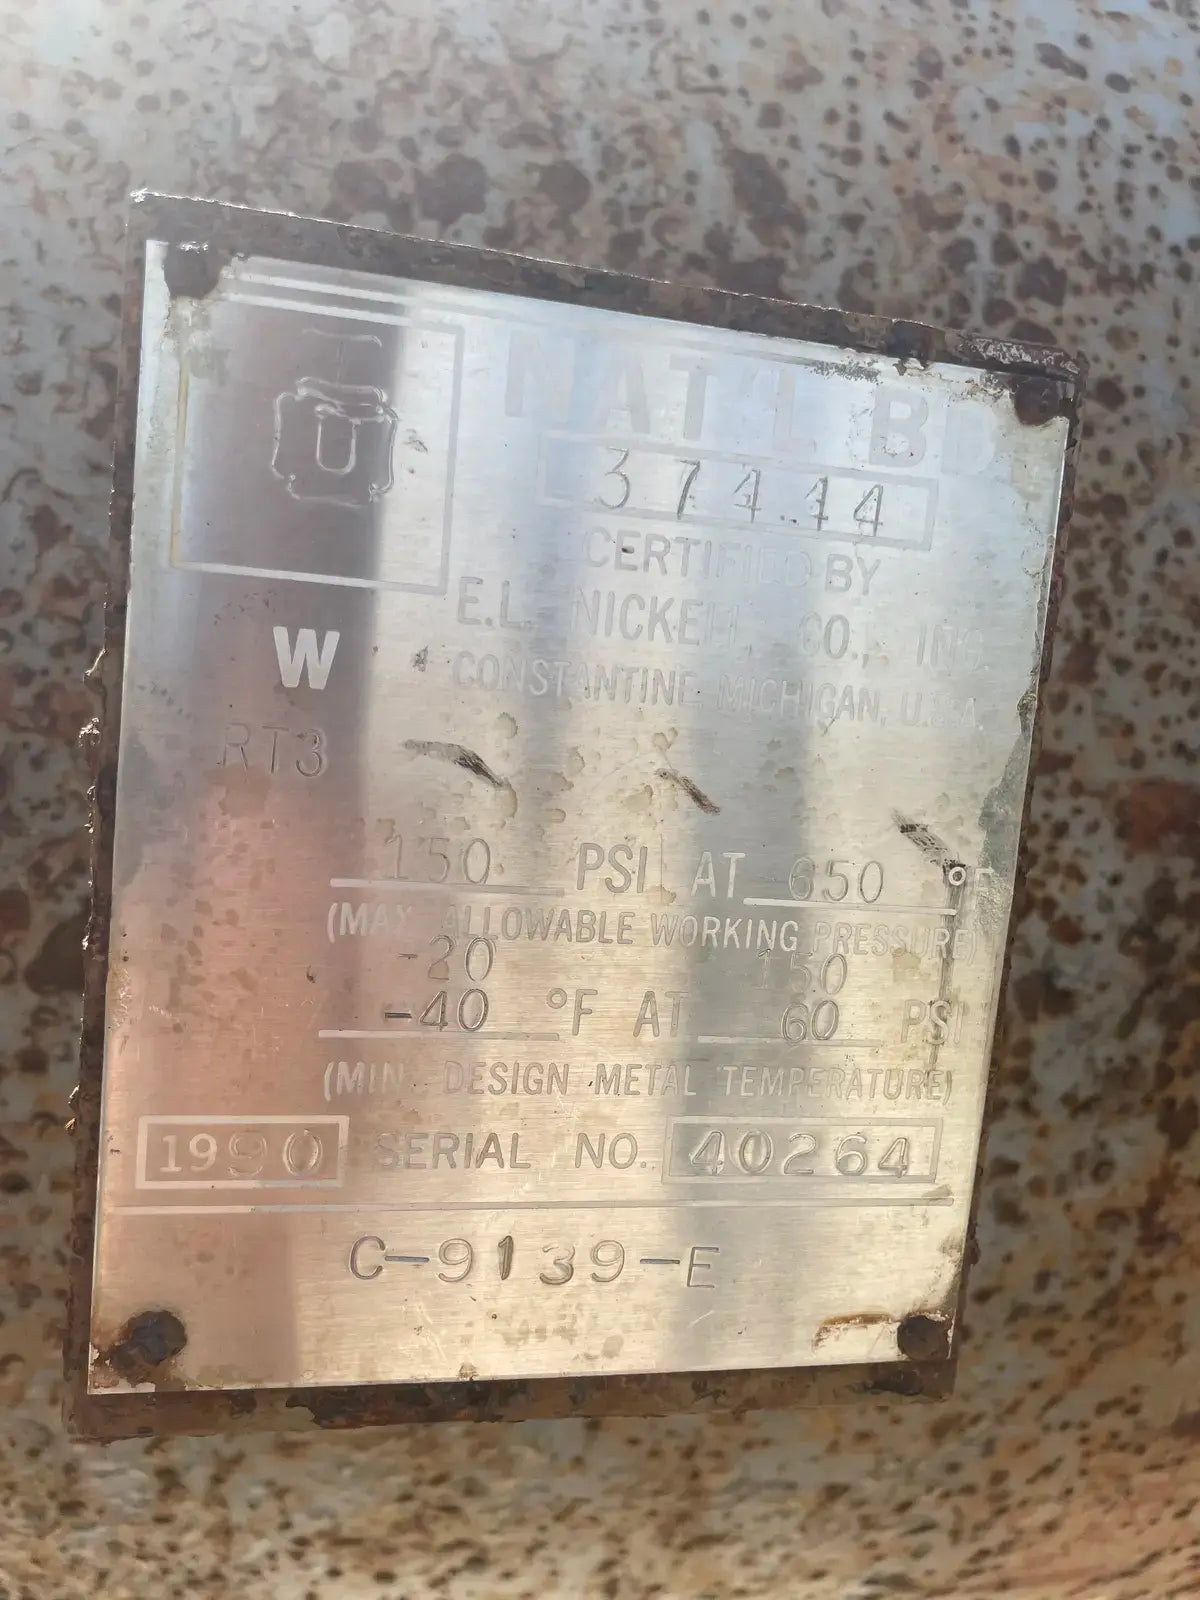 U
NAT'L BD
37444
CERTIFIED BY
E.L. NICKELL CO., INC.
CONSTANTINE MICHIGAN, U.S.A.
W
RT3
150 PSI AT 650 °F
(MAX. ALLOWABLE WORKING PRESSURE)
-20 150
-40 °F AT 60 PSI
(MIN. DESIGN METAL TEMPERATURE)
1990 SERIAL NO. 40264
C-9139-E